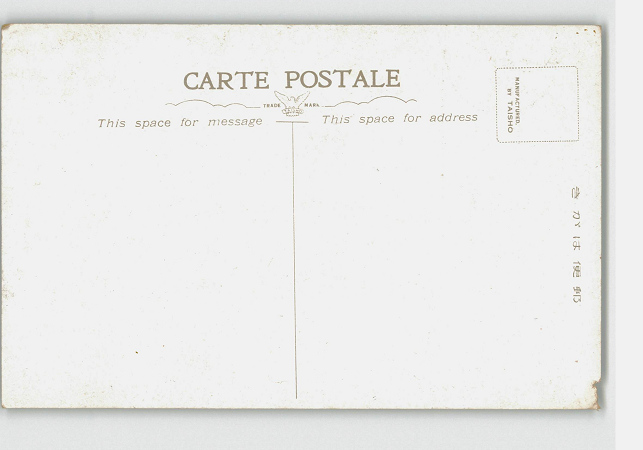 CARTE POSTALE
TRADE MARK
This space for message
This space for address
MANUFACTURED.
BY TAISHO
きがは便郵